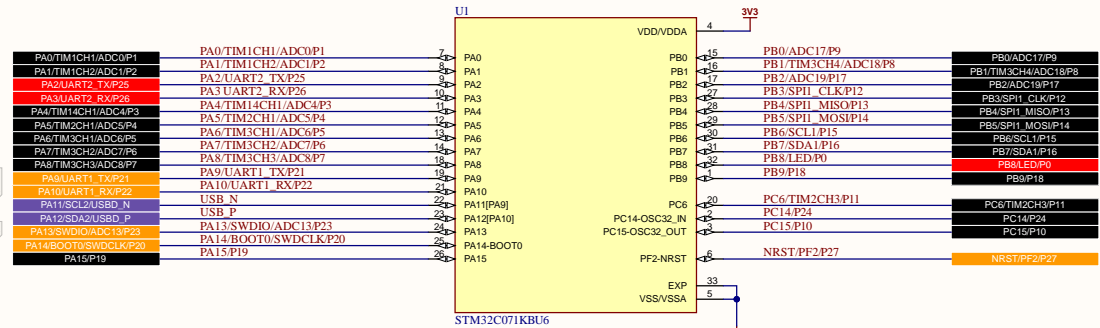 U1
3V3
VDD/VDDA 4
PA0/TIM1CH1/ADC0/P1 PA0/TIM1CH1/ADC0/P1 7 PA0 PB0 15 PB0/ADC17/P9 PB0/ADC17/P9
PA1/TIM1CH2/ADC1/P2 PA1/TIM1CH2/ADC1/P2 8 PA1 PB1 16 PB1/TIM3CH4/ADC18/P8 PB1/TIM3CH4/ADC18/P8
PA2/UART2_TX/P25 PA2/UART2_TX/P25 9 PA2 PB2 17 PB2/ADC19/P17 PB2/ADC19/P17
PA3/UART2_RX/P26 PA3 UART2_RX/P26 10 PA3 PB3 27 PB3/SPI1_CLK/P12 PB3/SPI1_CLK/P12
PA4/TIM14CH1/ADC4/P3 PA4/TIM14CH1/ADC4/P3 11 PA4 PB4 28 PB4/SPI1_MISO/P13 PB4/SPI1_MISO/P13
PA5/TIM2CH1/ADC5/P4 PA5/TIM2CH1/ADC5/P4 12 PA5 PB5 29 PB5/SPI1_MOSI/P14 PB5/SPI1_MOSI/P14
PA6/TIM3CH1/ADC6/P5 PA6/TIM3CH1/ADC6/P5 13 PA6 PB6 30 PB6/SCL1/P15 PB6/SCL1/P15
PA7/TIM3CH2/ADC7/P6 PA7/TIM3CH2/ADC7/P6 14 PA7 PB7 31 PB7/SDA1/P16 PB7/SDA1/P16
PA8/TIM3CH3/ADC8/P7 PA8/TIM3CH3/ADC8/P7 18 PA8 PB8 32 PB8/LED/P0 PB8/LED/P0
PA9/UART1_TX/P21 PA9/UART1_TX/P21 19 PA9 PB9 1 PB9/P18 PB9/P18
PA10/UART1_RX/P22 PA10/UART1_RX/P22 21 PA10
PA11/SCL2/USBD_N USB_N 22 PA11[PA9] PC6 20 PC6/TIM2CH3/P11 PC6/TIM2CH3/P11
PA12/SDA2/USBD_P USB_P 23 PA12[PA10] PC14-OSC32_IN 2 PC14/P24 PC14/P24
PA13/SWDIO/ADC13/P23 PA13/SWDIO/ADC13/P23 24 PA13 PC15-OSC32_OUT 3 PC15/P10 PC15/P10
PA14/BOOT0/SWDCLK/P20 PA14/BOOT0/SWDCLK/P20 25 PA14-BOOT0
PA15/P19 PA15/P19 26 PA15 PF2-NRST 6 NRST/PF2/P27 NRST/PF2/P27
EXP 33
VSS/VSSA 5
STM32C071KBU6